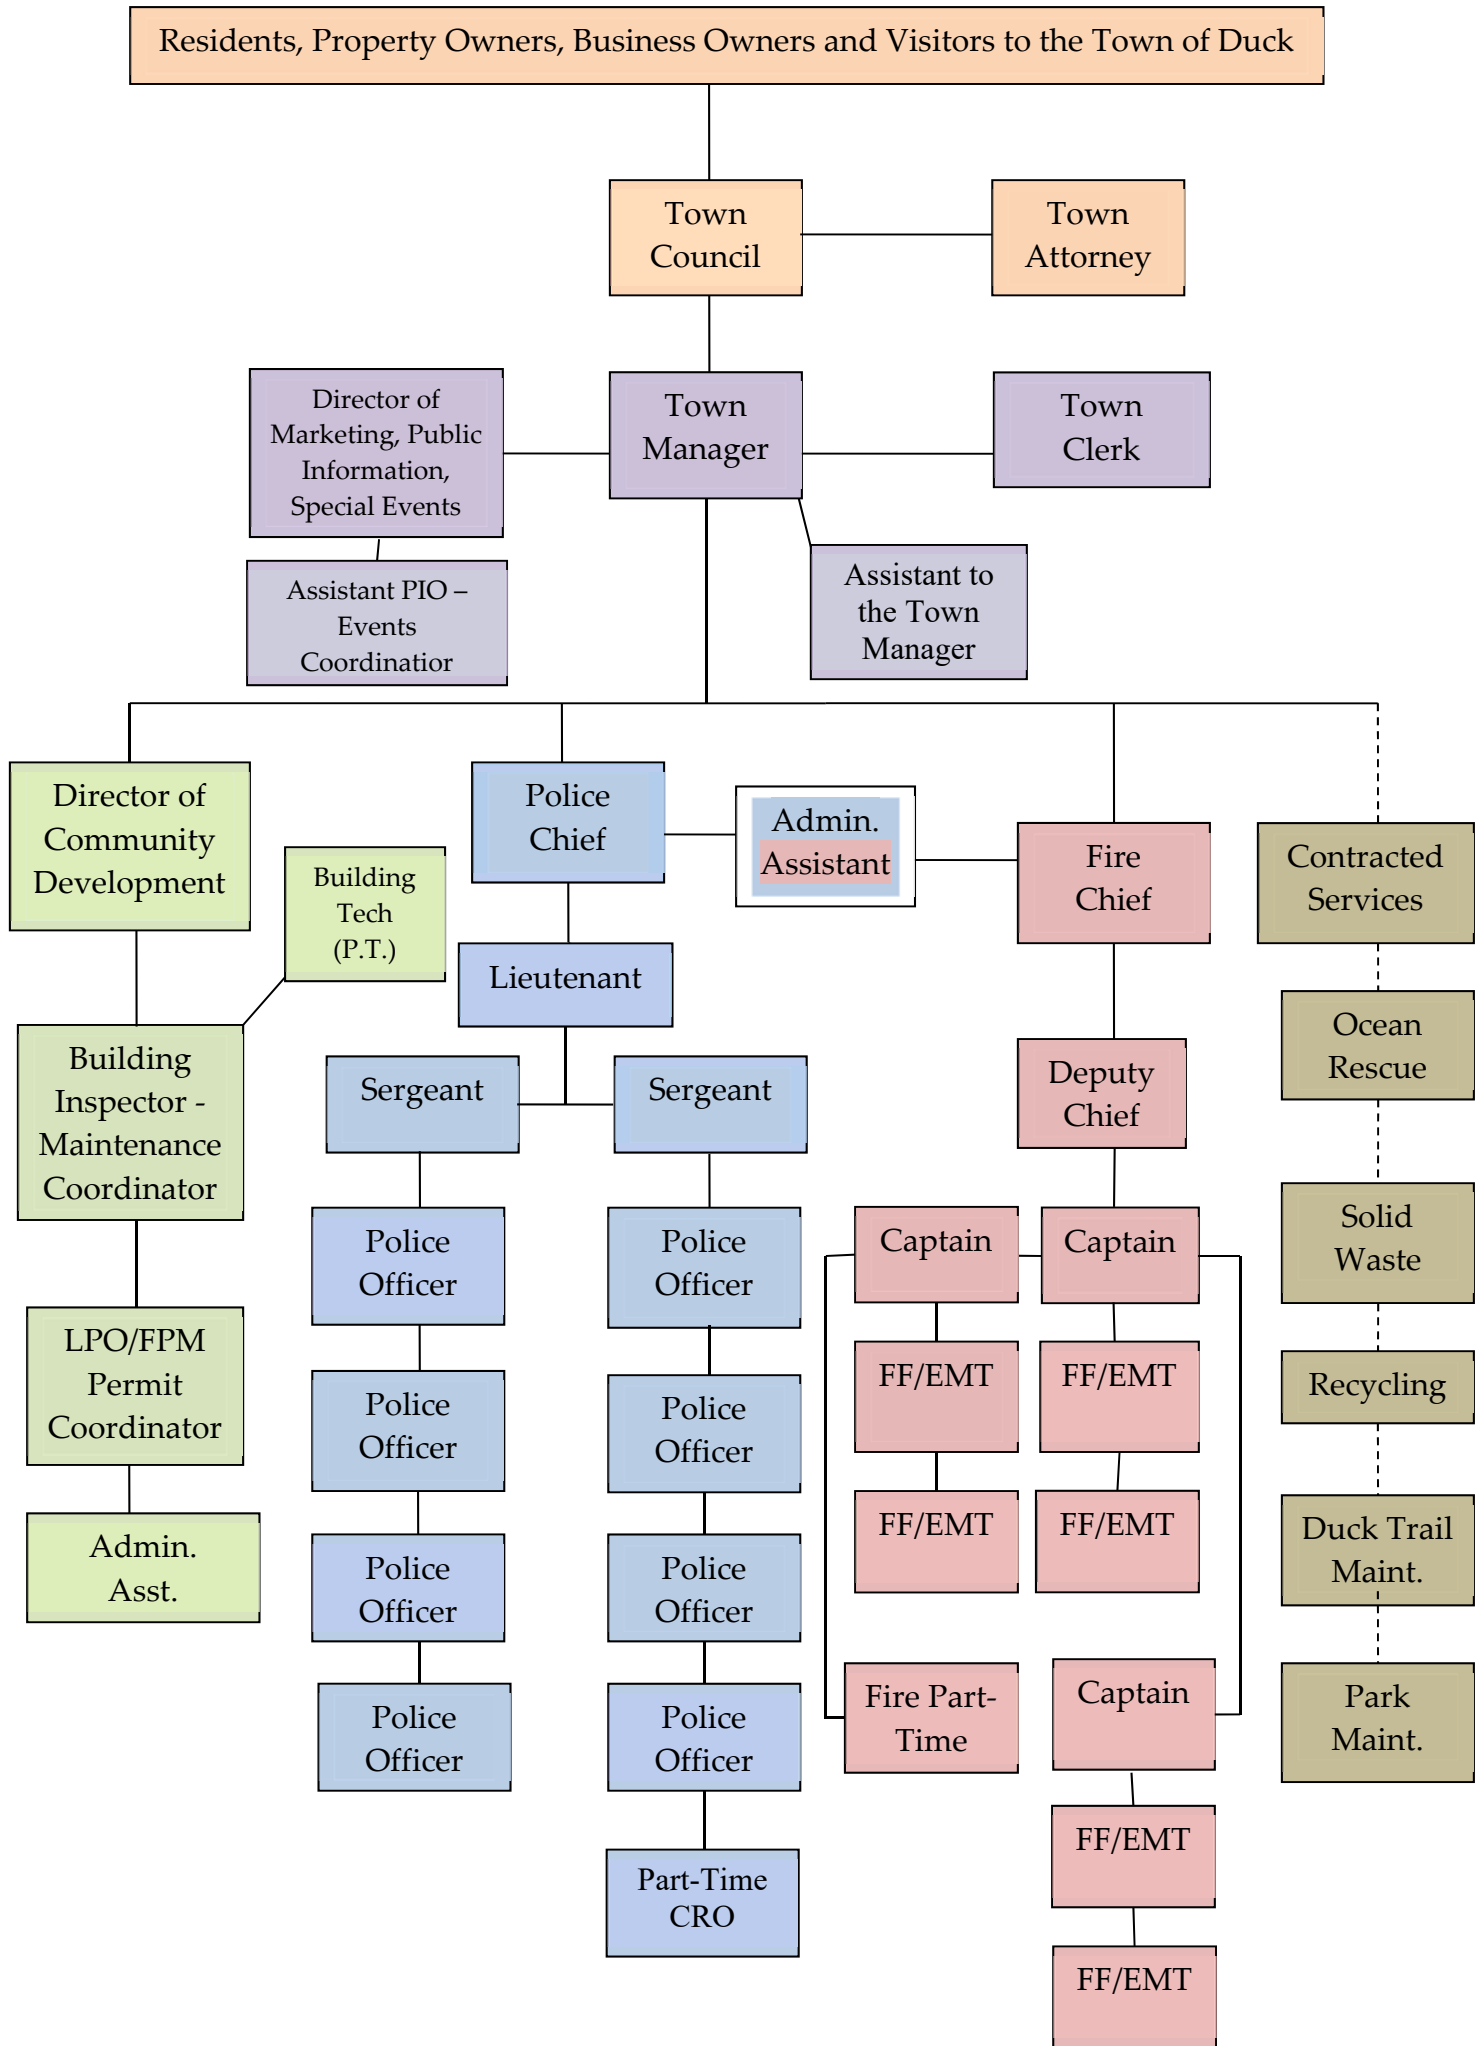 Residents, Property Owners, Business Owners and Visitors to the Town of Duck
Town
Council
Town
Attorney
Director of
Marketing, Public
Information,
Special Events
Town
Manager
Town
Clerk
Assistant PIO –
Events
Coordinatior
Assistant to
the Town
Manager
Director of
Community
Development
Building
Tech
(P.T.)
Building
Inspector -
Maintenance
Coordinator
LPO/FPM
Permit
Coordinator
Admin.
Asst.
Police
Chief
Admin.
Assistant
Lieutenant
Sergeant
Sergeant
Police
Officer
Police
Officer
Police
Officer
Police
Officer
Police
Officer
Police
Officer
Police
Officer
Police
Officer
Part-Time
CRO
Fire
Chief
Deputy
Chief
Captain
Captain
FF/EMT
FF/EMT
FF/EMT
FF/EMT
Fire Part-
Time
Captain
FF/EMT
FF/EMT
Contracted
Services
Ocean
Rescue
Solid
Waste
Recycling
Duck Trail
Maint.
Park
Maint.